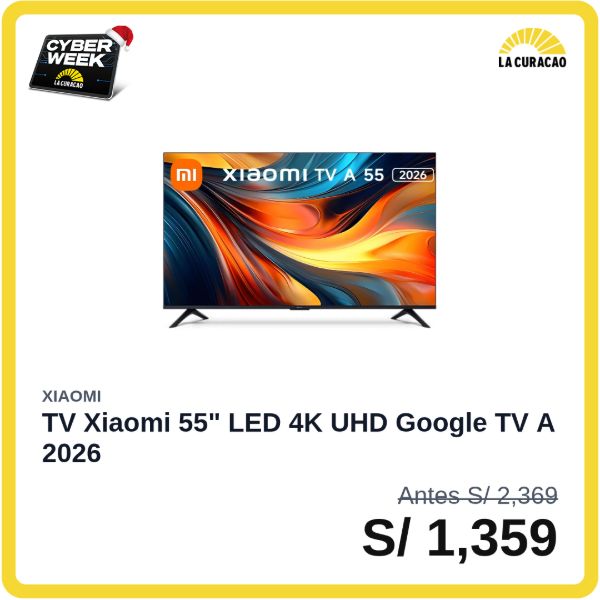 CYBER
WEEK
LA CURACAO
LA CURACAO
mi xiaomi TV A 55 2026
XIAOMI
TV Xiaomi 55" LED 4K UHD Google TV A
2026
Antes S/ 2,369
S/ 1,359